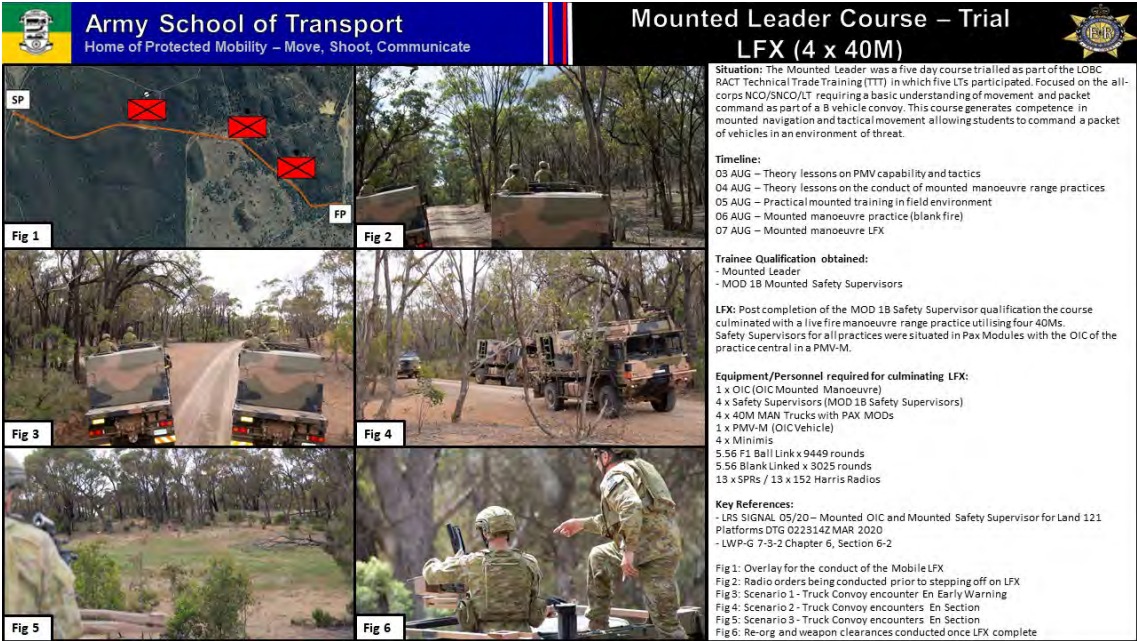 Army School of Transport
Home of Protected Mobility – Move, Shoot, Communicate
Mounted Leader Course – Trial
LFX (4 x 40M)
SP
FP
Fig 1
Fig 2
Fig 3
Fig 4
Fig 5
Fig 6
Situation: The Mounted Leader was a five day course trialled as part of the LOBC
RACT Technical Trade Training (TTT) in which five LTs participated. Focused on the all-
corps NCO/SNCO/LT requiring a basic understanding of movement and packet
command as part of a B vehicle convoy. This course generates competence in
mounted navigation and tactical movement allowing students to command a packet
of vehicles in an environment of threat.
Timeline:
03 AUG – Theory lessons on PMV capability and tactics
04 AUG – Theory lessons on the conduct of mounted manoeuvre range practices
05 AUG – Practical mounted training in field environment
06 AUG – Mounted manoeuvre practice (blank fire)
07 AUG – Mounted manoeuvre LFX
Trainee Qualification obtained:
- Mounted Leader
- MOD 1B Mounted Safety Supervisors
LFX: Post completion of the MOD 1B Safety Supervisor qualification the course
culminated with a live fire manoeuvre range practice utilising four 40Ms.
Safety Supervisors for all practices were situated in Pax Modules with the OIC of the
practice central in a PMV-M.
Equipment/Personnel required for culminating LFX:
1 x OIC (OIC Mounted Manoeuvre)
4 x Safety Supervisors (MOD 1B Safety Supervisors)
4 x 40M MAN Trucks with PAX MODs
1 x PMV-M (OIC Vehicle)
4 x Minimis
5.56 F1 Ball Link x 9449 rounds
5.56 Blank Linked x 3025 rounds
13 x SPRs / 13 x 152 Harris Radios
Key References:
- LRS SIGNAL 05/20 – Mounted OIC and Mounted Safety Supervisor for Land 121
Platforms DTG 022314Z MAR 2020
- LWP-G 7-3-2 Chapter 6, Section 6-2
Fig 1: Overlay for the conduct of the Mobile LFX
Fig 2: Radio orders being conducted prior to stepping off on LFX
Fig 3: Scenario 1 - Truck Convoy encounter En Early Warning
Fig 4: Scenario 2 - Truck Convoy encounters En Section
Fig 5: Scenario 3 - Truck Convoy encounters En Section
Fig 6: Re-org and weapon clearances conducted once LFX complete